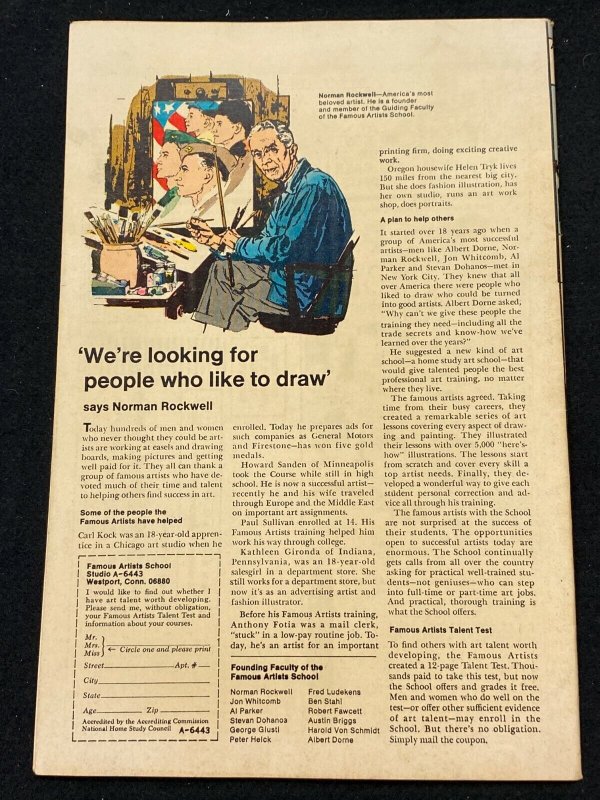 Norman Rockwell—America's most
beloved artist. He is a founder
and member of the Guiding Faculty
of the Famous Artists School.
'We're looking for
people who like to draw'
says Norman Rockwell
Today hundreds of men and women
who never thought they could be art-
ists are working at easels and drawing
boards, making pictures and getting
well paid for it. They all can thank a
group of famous artists who have de-
voted much of their time and talent
to helping others find success in art.
Some of the people the
Famous Artists have helped
Carl Kock was an 18-year-old appren-
tice in a Chicago art studio when he
enrolled. Today he prepares ads for
such companies as General Motors
and Firestone—has won five gold
medals.
Howard Sanden of Minneapolis
took the Course while still in high
school. He is now a successful artist—
recently he and his wife traveled
through Europe and the Middle East
on important art assignments.
Paul Sullivan enrolled at 14. His
Famous Artists training helped him
work his way through college.
Kathleen Gironda of Indiana,
Pennsylvania, was an 18-year-old
salesgirl in a department store. She
still works for a department store, but
now it's as an advertising artist and
fashion illustrator.
Before his Famous Artists training,
Anthony Fotia was a mail clerk,
"stuck" in a low-pay routine job. To-
day, he's an artist for an important
printing firm, doing exciting creative
work.
Oregon housewife Helen Tryk lives
150 miles from the nearest big city.
But she does fashion illustration, has
her own studio, runs an art work
shop, does portraits.
A plan to help others
It started over 18 years ago when a
group of America's most successful
artists—men like Albert Dorne, Nor-
man Rockwell, Jon Whitcomb, Al
Parker and Stevan Dohanos—met in
New York City. They knew that all
over America there were people who
liked to draw who could be turned
into good artists. Albert Dorne asked,
"Why can't we give these people the
training they need—including all the
trade secrets and know-how we've
learned over the years?"
He suggested a new kind of art
school—a home study art school—that
would give talented people the best
professional art training, no matter
where they live.
The famous artists agreed. Taking
time from their busy careers, they
created a remarkable series of art
lessons covering every aspect of draw-
ing and painting. They illustrated
their lessons with over 5,000 "here's-
how" illustrations. The lessons start
from scratch and cover every skill a
top artist needs. Finally, they de-
veloped a wonderful way to give each
student personal correction and ad-
vice all through his training.
The famous artists with the School
are not surprised at the success of
their students. The opportunities
open to success artists today are
enormous. The School continually
gets calls from all over the country
asking for practical well-trained stu-
dents—not geniuses—who can step
into full-time or part-time art jobs.
And practical, thorough training is
what the School offers.
Famous Artists Talent Test
To find others with art talent worth
developing, the Famous Artists
created a 12-page Talent Test. Thou-
sands paid to take this test, but now
the School offers and grades it free.
Men and women who do well on the
test—or offer other sufficient evidence
of art talent—may enroll in the
School. But there's no obligation.
Simply mail the coupon.
Famous Artists School
Studio A-6443
Westport, Conn. 06880
I would like to find out whether I
have art talent worth developing.
Please send me, without obligation,
your Famous Artists Talent Test and
information about your courses.
Mr.
Mrs.
Miss
← Circle one and please print
Street Apt. #
City
State
Age Zip
Accredited by the Accrediting Commission
National Home Study Council A-6443
Founding Faculty of the
Famous Artists School
Norman Rockwell
Jon Whitcomb
Al Parker
Stevan Dohanos
George Giusti
Peter Helck
Fred Ludekens
Ben Stahl
Robert Fawcett
Austin Briggs
Harold Von Schmidt
Albert Dorne